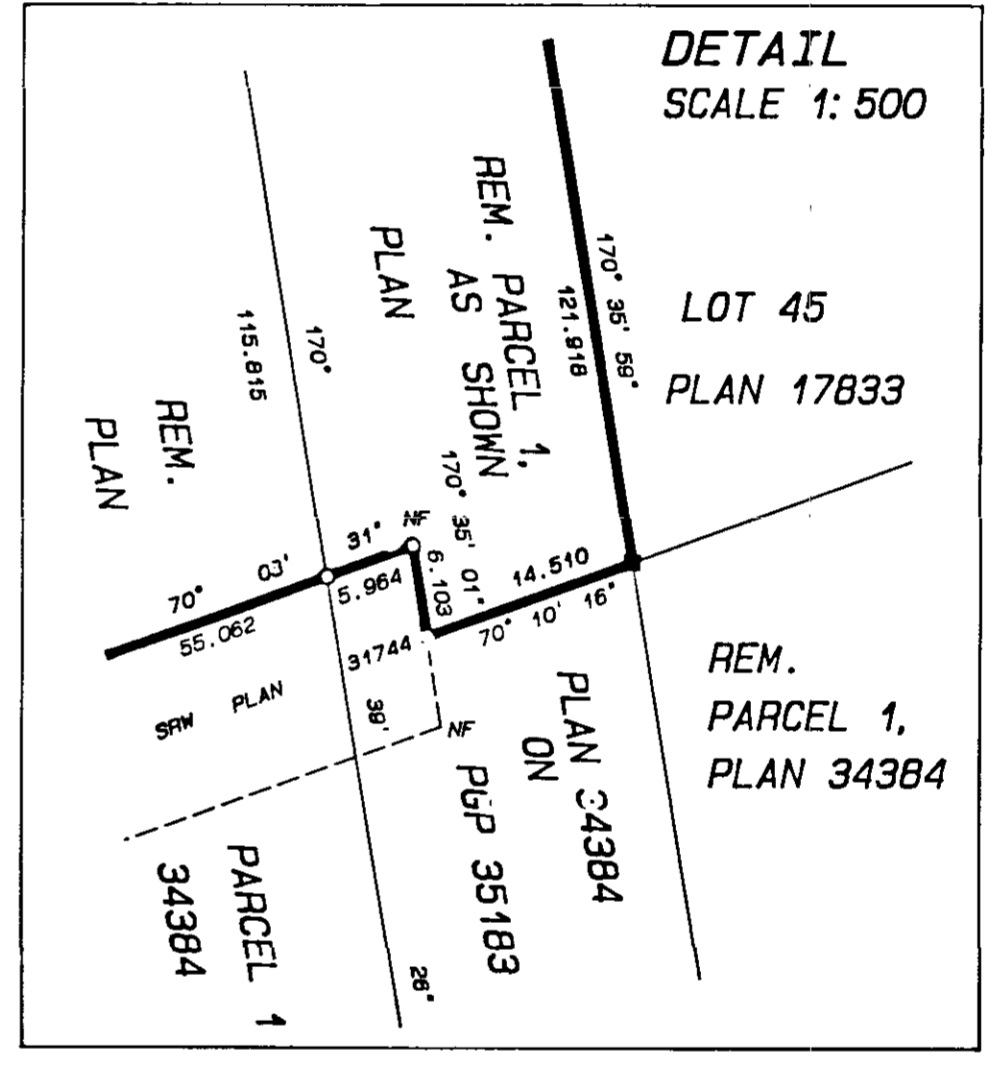 DETAIL
SCALE 1: 500
LOT 45
PLAN 17833
REM.
PARCEL 1,
PLAN 34384
170° 35' 59"
121.918
REM. PARCEL 1,
AS SHOWN
PLAN
170° 35' 01"
6.103
NF
115.815
170°
38'
26"
REM.
PLAN
70° 03' 31"
55.062
5.964
14.510
70° 10' 16"
31744
SRW PLAN
NF
PLAN 34384
ON
PGP 35183
PARCEL 1
34384